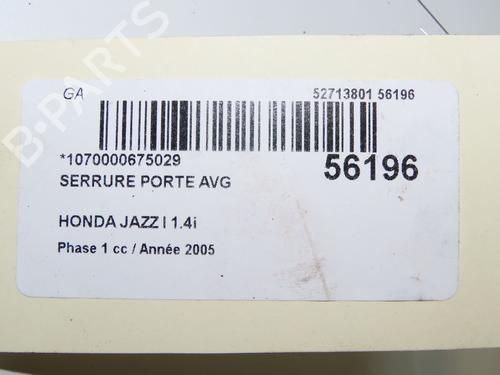 GA
52713801 56196
*1070000675029
56196
SERRURE PORTE AVG
HONDA JAZZ I 1.4i
Phase 1 cc / Année 2005
B-PARTS